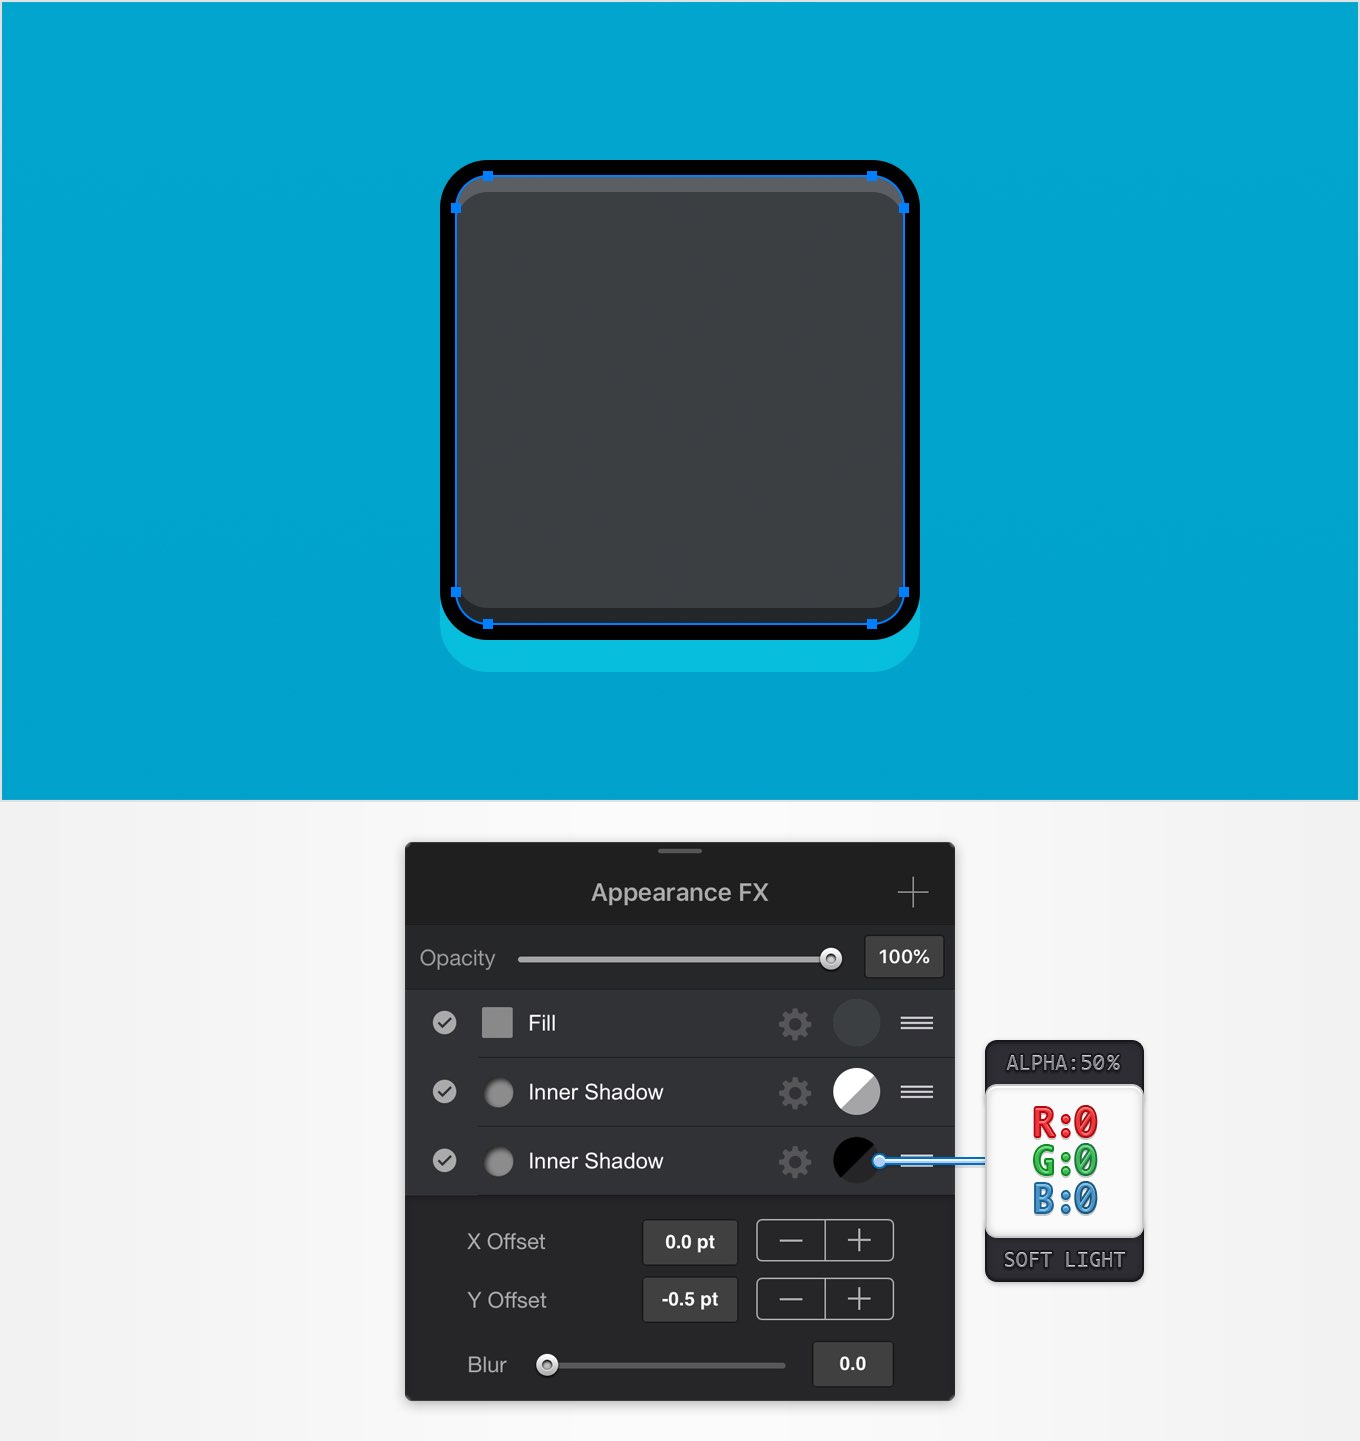 Appearance FX
Opacity 100%
Fill
Inner Shadow
Inner Shadow
X Offset 0.0 pt
Y Offset -0.5 pt
Blur 0.0
ALPHA:50%
R:0
G:0
B:0
SOFT LIGHT